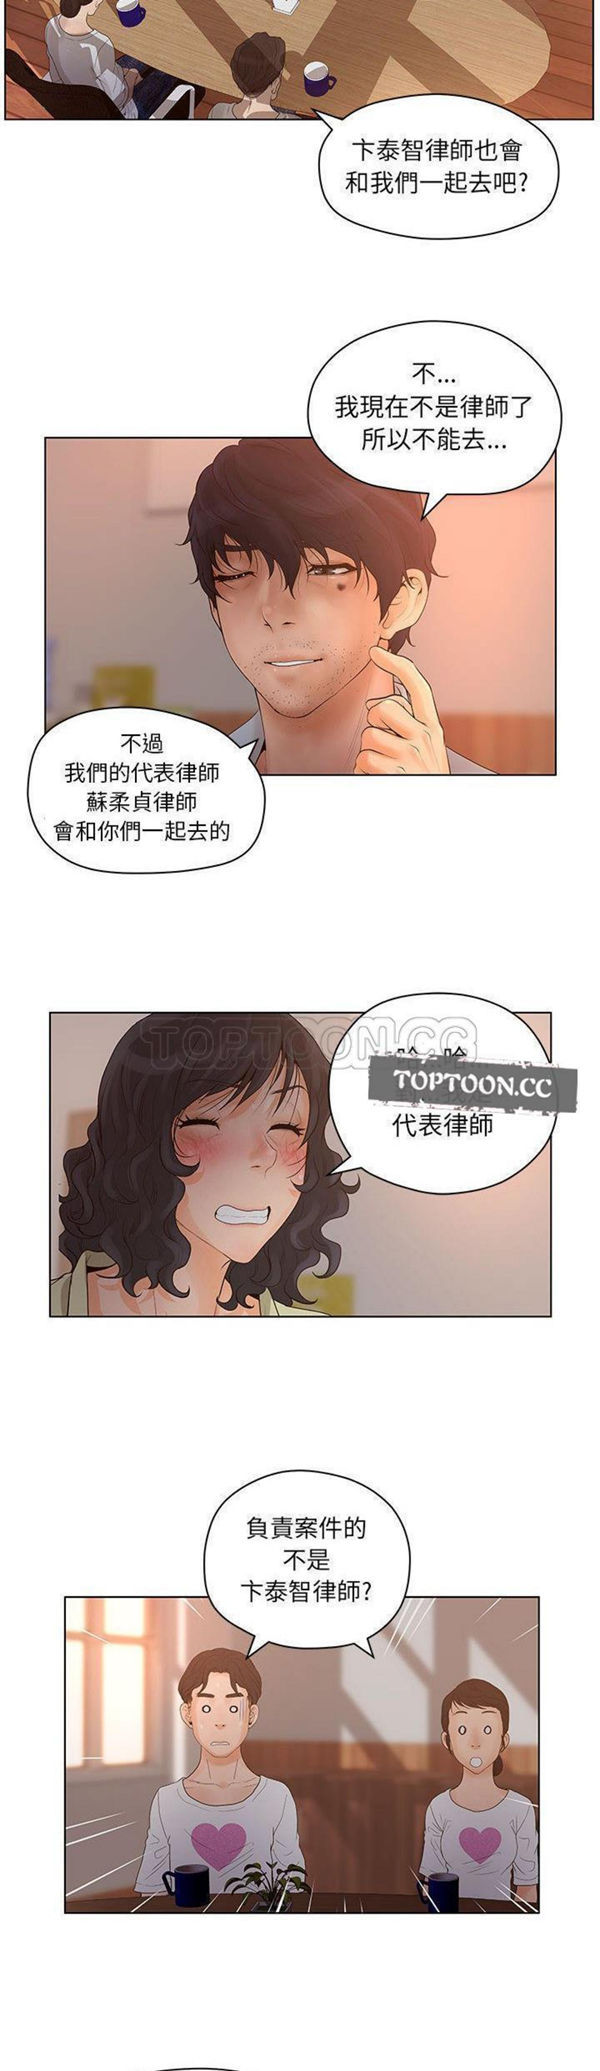 卞泰智律師也會
和我們一起去吧?
不...
我現在不是律師了
所以不能去...
不過
我們的代表律師
蘇柔貞律師
會和你們一起去的
TOPTOON.CC
TOPTOON.CC
代表律師
負責案件的
不是
卞泰智律師?